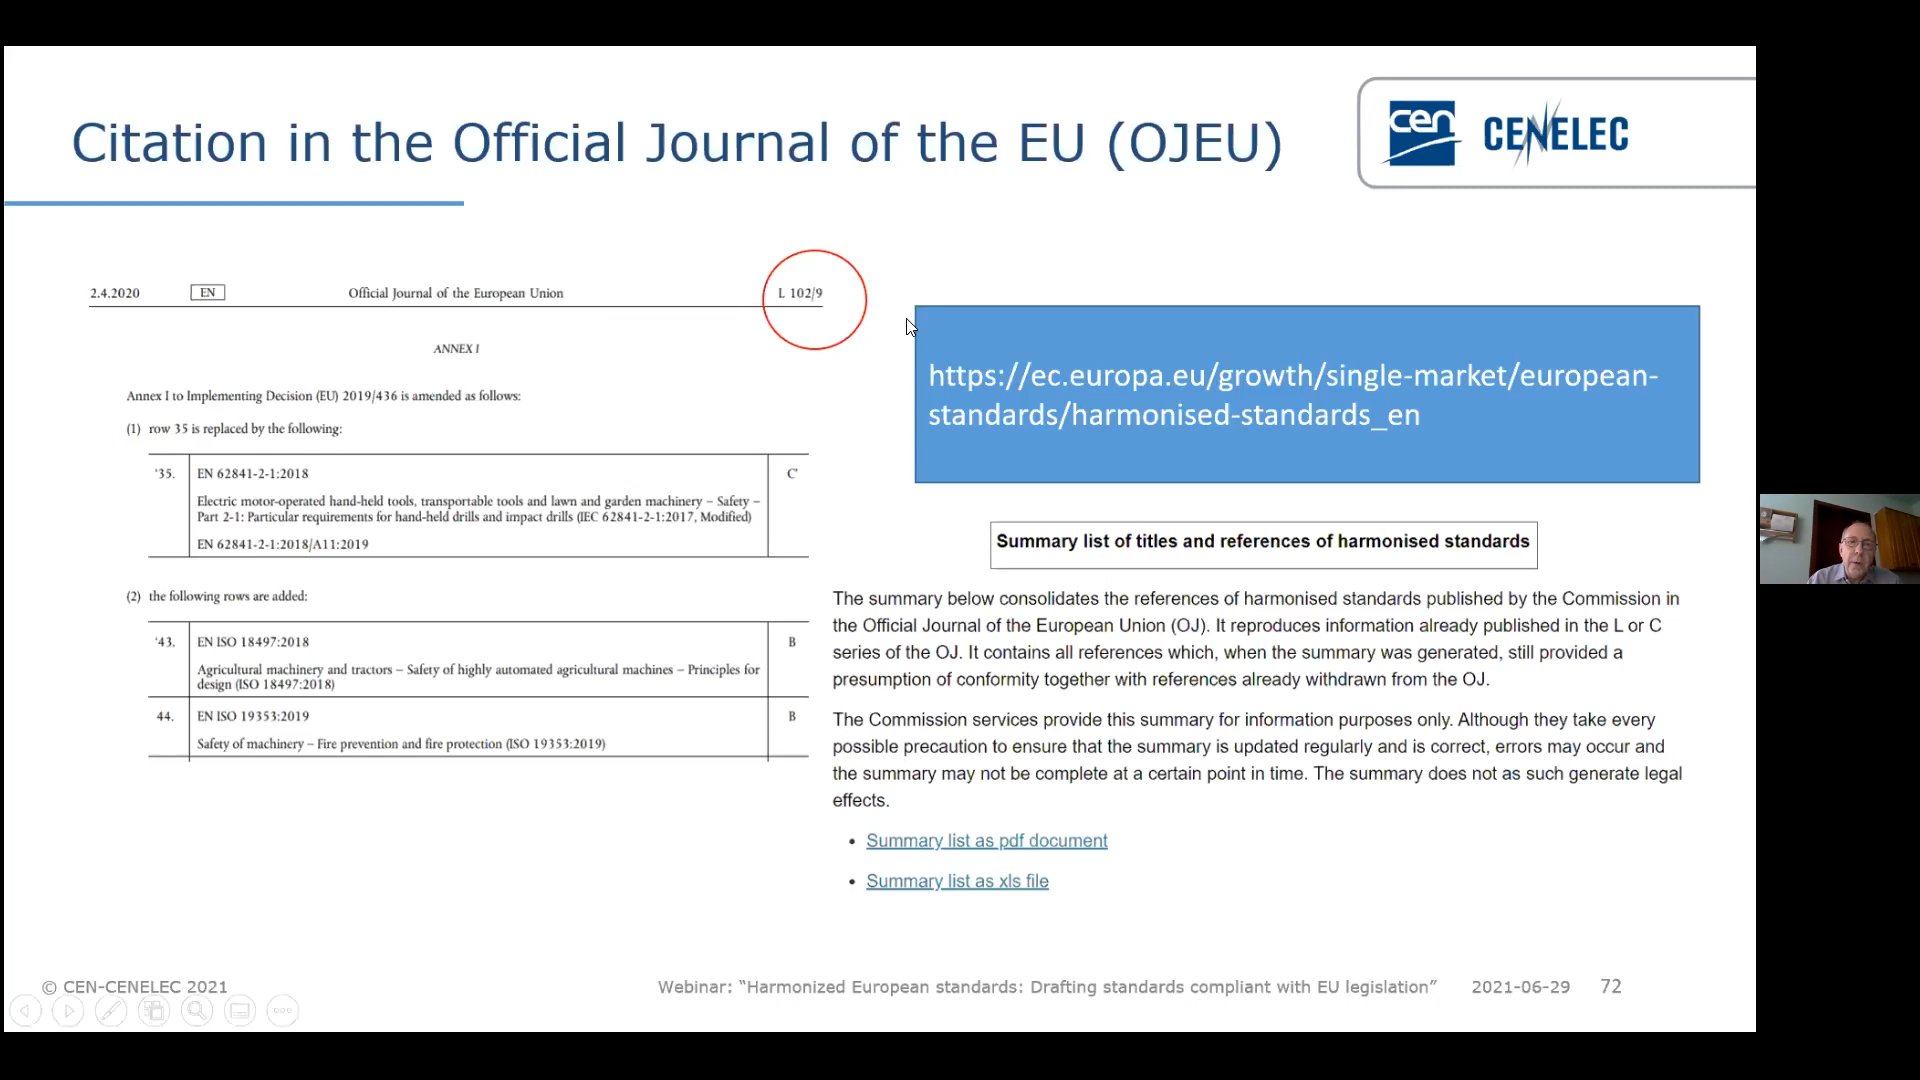 Citation in the Official Journal of the EU (OJEU)
cen
CENELEC
2.4.2020 EN Official Journal of the European Union L 102/9
ANNEX I
Annex I to Implementing Decision (EU) 2019/436 is amended as follows:
(1) row 35 is replaced by the following:
‘35. EN 62841-2-1:2018 C’
Electric motor-operated hand-held tools, transportable tools and lawn and garden machinery – Safety –
Part 2-1: Particular requirements for hand-held drills and impact drills (IEC 62841-2-1:2017, Modified)
EN 62841-2-1:2018/A11:2019
(2) the following rows are added:
‘43. EN ISO 18497:2018 B
Agricultural machinery and tractors – Safety of highly automated agricultural machines – Principles for
design (ISO 18497:2018)
44. EN ISO 19353:2019 B
Safety of machinery – Fire prevention and fire protection (ISO 19353:2019)
https://ec.europa.eu/growth/single-market/european-
standards/harmonised-standards_en
Summary list of titles and references of harmonised standards
The summary below consolidates the references of harmonised standards published by the Commission in
the Official Journal of the European Union (OJ). It reproduces information already published in the L or C
series of the OJ. It contains all references which, when the summary was generated, still provided a
presumption of conformity together with references already withdrawn from the OJ.
The Commission services provide this summary for information purposes only. Although they take every
possible precaution to ensure that the summary is updated regularly and is correct, errors may occur and
the summary may not be complete at a certain point in time. The summary does not as such generate legal
effects.
• Summary list as pdf document
• Summary list as xls file
© CEN-CENELEC 2021
Webinar: “Harmonized European standards: Drafting standards compliant with EU legislation” 2021-06-29 72